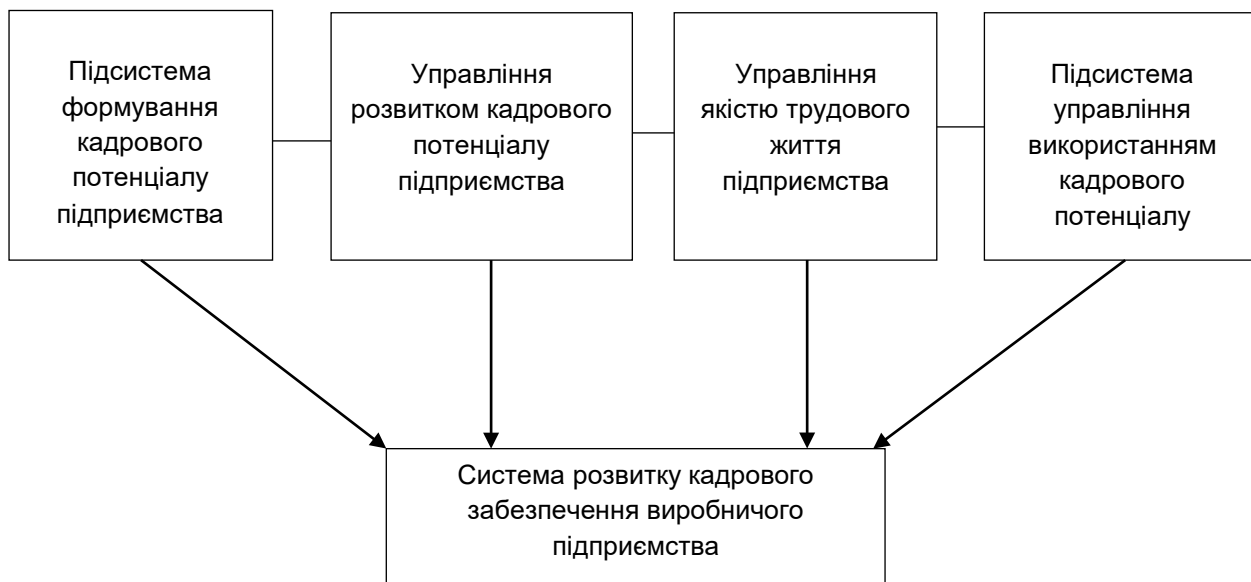 Підсистема
формування
кадрового
потенціалу
підприємства
Управління
розвитком кадрового
потенціалу
підприємства
Управління
якістю трудового
життя
підприємства
Підсистема
управління
використанням
кадрового
потенціалу
Система розвитку кадрового
забезпечення виробничого
підприємства